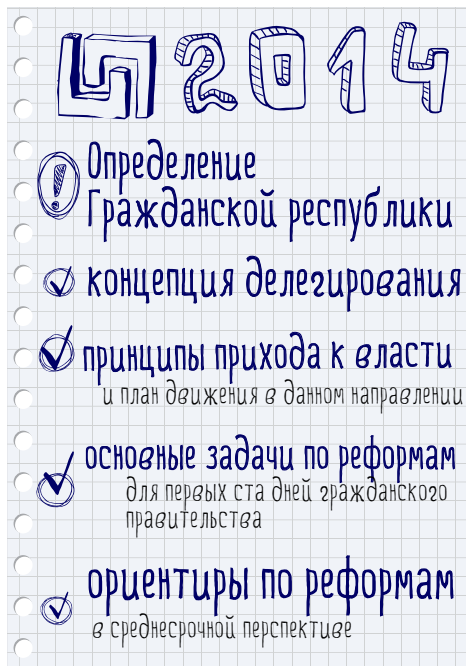 2014
Определение
Гражданской республики
концепция делегирования
принципы прихода к власти
и план движения в данном направлении
основные задачи по реформам
для первых ста дней гражданского
правительства
ориентиры по реформам
в среднесрочной перспективе